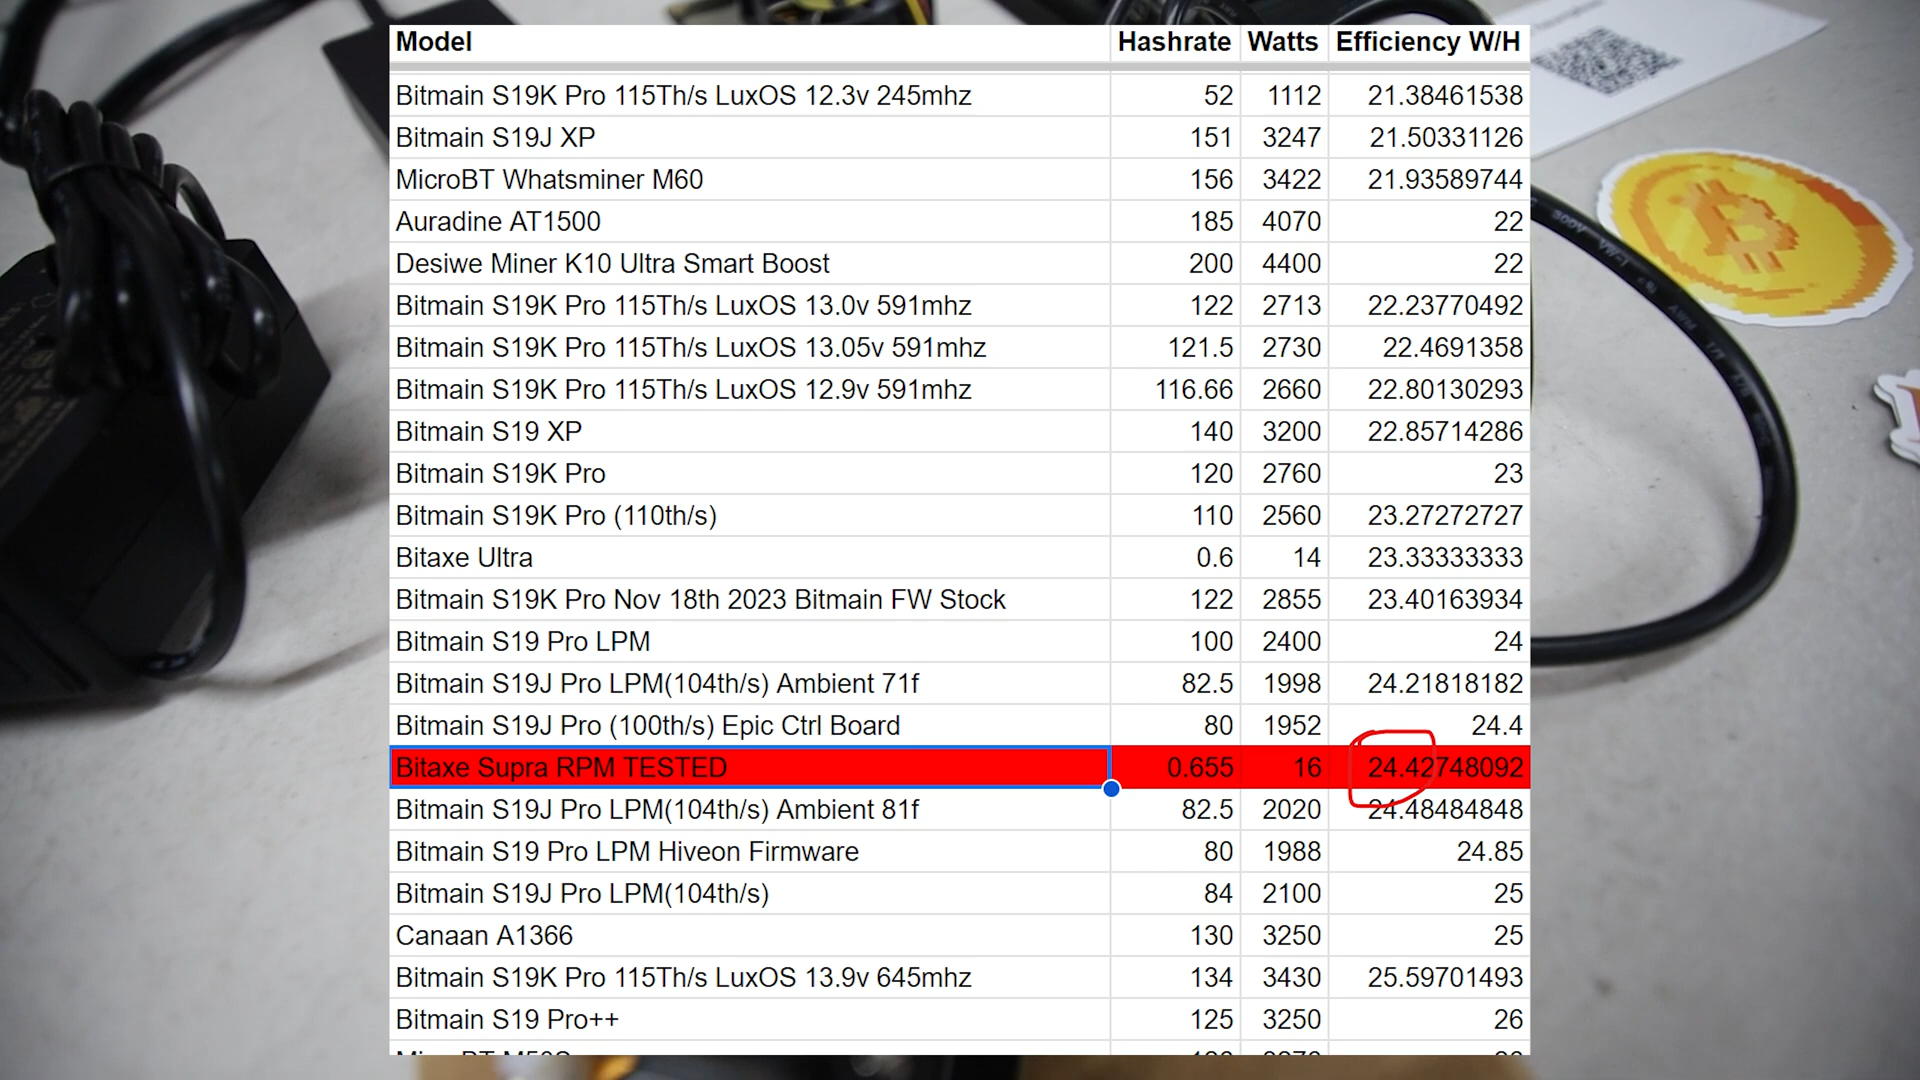 Model Hashrate Watts Efficiency W/H
Bitmain S19K Pro 115Th/s LuxOS 12.3v 245mhz 52 1112 21.38461538
Bitmain S19J XP 151 3247 21.50331126
MicroBT Whatsminer M60 156 3422 21.93589744
Auradine AT1500 185 4070 22
Desiwe Miner K10 Ultra Smart Boost 200 4400 22
Bitmain S19K Pro 115Th/s LuxOS 13.0v 591mhz 122 2713 22.23770492
Bitmain S19K Pro 115Th/s LuxOS 13.05v 591mhz 121.5 2730 22.4691358
Bitmain S19K Pro 115Th/s LuxOS 12.9v 591mhz 116.66 2660 22.80130293
Bitmain S19 XP 140 3200 22.85714286
Bitmain S19K Pro 120 2760 23
Bitmain S19K Pro (110th/s) 110 2560 23.27272727
Bitaxe Ultra 0.6 14 23.33333333
Bitmain S19K Pro Nov 18th 2023 Bitmain FW Stock 122 2855 23.40163934
Bitmain S19 Pro LPM 100 2400 24
Bitmain S19J Pro LPM(104th/s) Ambient 71f 82.5 1998 24.21818182
Bitmain S19J Pro (100th/s) Epic Ctrl Board 80 1952 24.4
Bitaxe Supra RPM TESTED 0.655 16 24.42748092
Bitmain S19J Pro LPM(104th/s) Ambient 81f 82.5 2020 24.48484848
Bitmain S19 Pro LPM Hiveon Firmware 80 1988 24.85
Bitmain S19J Pro LPM(104th/s) 84 2100 25
Canaan A1366 130 3250 25
Bitmain S19K Pro 115Th/s LuxOS 13.9v 645mhz 134 3430 25.59701493
Bitmain S19 Pro++ 125 3250 26
300V VW-1
AWM